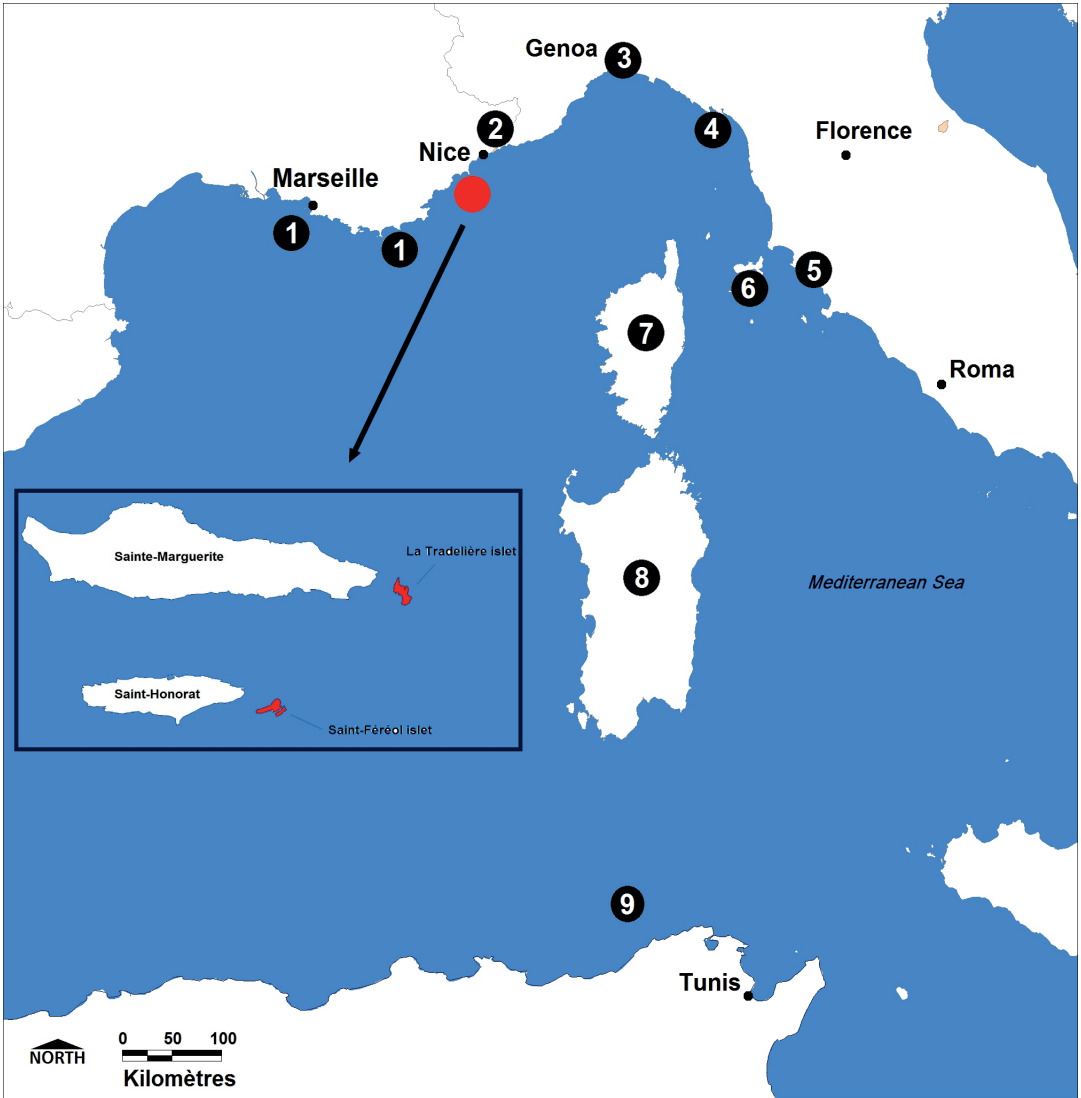 Genoa
3
2
4
Florence
Nice
Marseille
1
1
5
6
7
Roma
Sainte-Marguerite
La Tradelière islet
8
Mediterranean Sea
Saint-Honorat
Saint-Féréol islet
9
Tunis
NORTH
0 50 100
Kilomètres